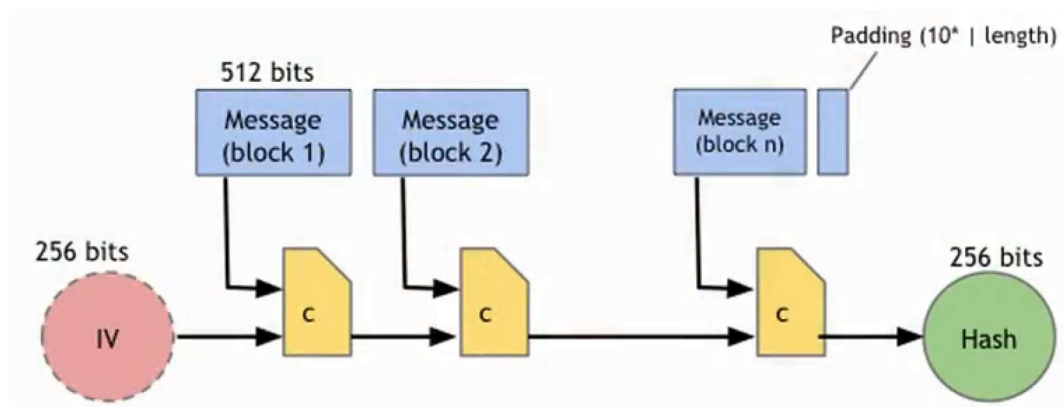 Padding (10* | length)
512 bits
Message
(block 1)
Message
(block 2)
Message
(block n)
256 bits
256 bits
IV
c
c
c
Hash